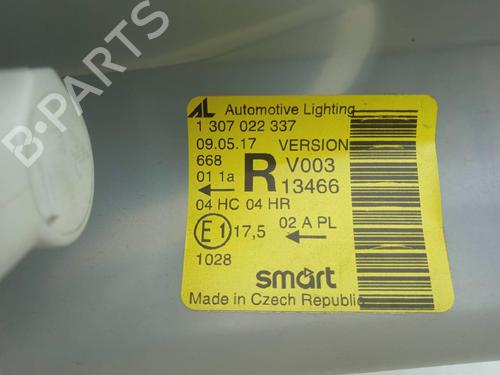 B-PARTS
AL Automotive Lighting
1 307 022 337
09.05.17 VERSION
668 R V003
01 1a 13466
04 HC 04 HR
E1 17,5 02 A PL
1028
smart
Made in Czech Republic